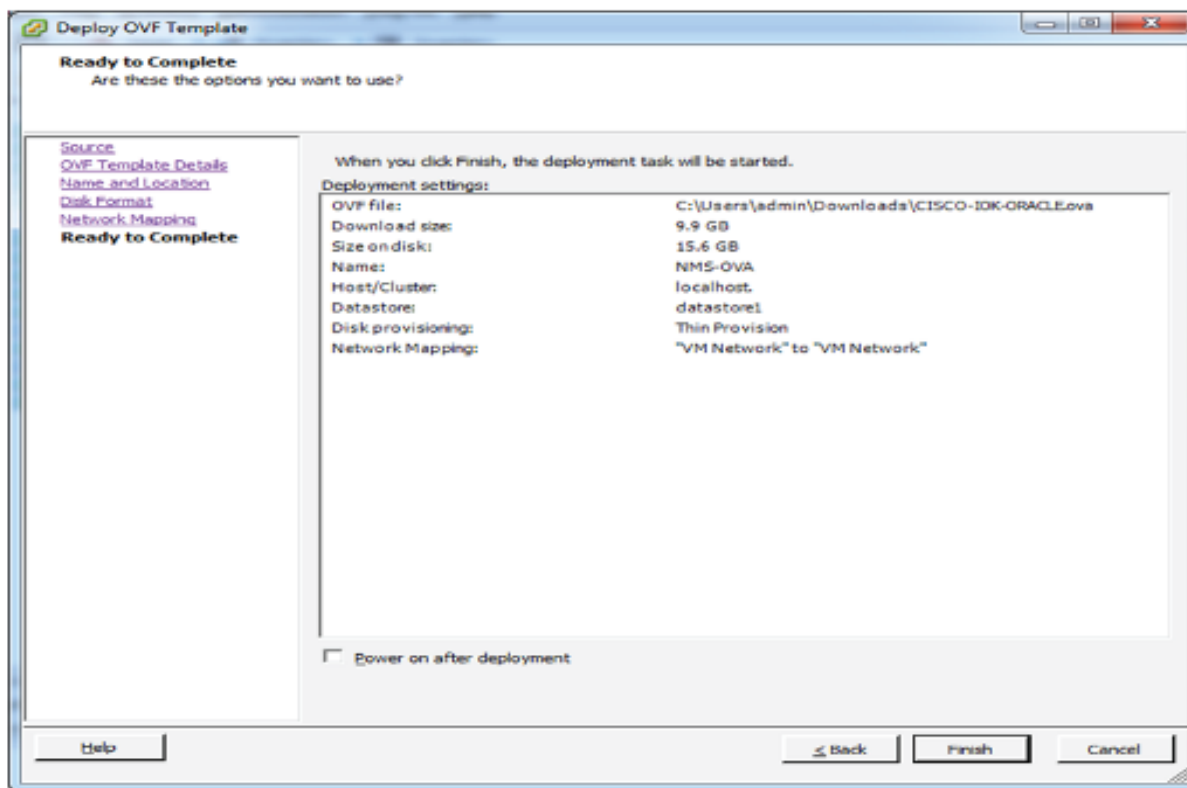 Deploy OVF Template
Ready to Complete
Are these the options you want to use?
Source
OVF Template Details
Name and Location
Disk Format
Network Mapping
Ready to Complete
When you click Finish, the deployment task will be started.
Deployment settings:
OVF file: C:\Users\admin\Downloads\CISCO-IOK-ORACLE.ova
Download size: 9.9 GB
Size on disk: 15.6 GB
Name: NMS-OVA
Host/Cluster: localhost.
Datastore: datastore1
Disk provisioning: Thin Provision
Network Mapping: "VM Network" to "VM Network"
Power on after deployment
Help
< Back
Finish
Cancel